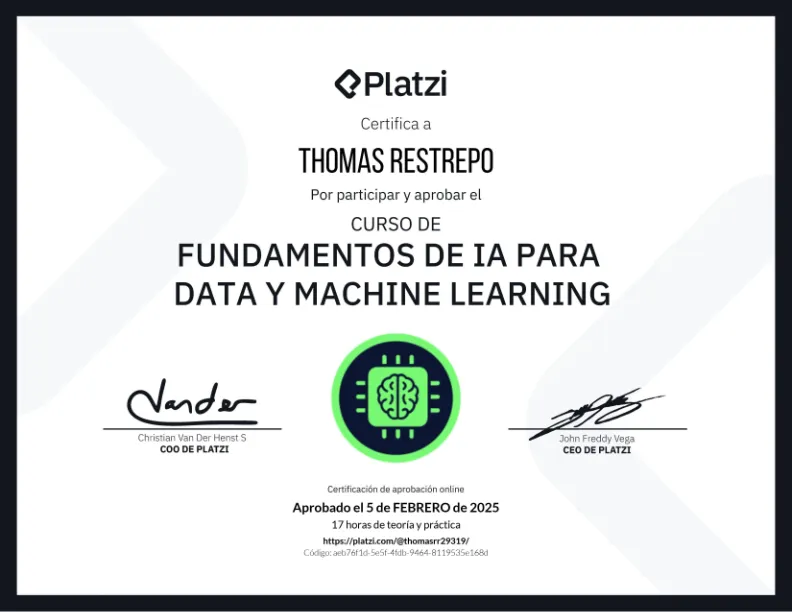 Platzi
Certifica a
THOMAS RESTREPO
Por participar y aprobar el
CURSO DE
FUNDAMENTOS DE IA PARA
DATA Y MACHINE LEARNING
Christian Van Der Henst S
COO DE PLATZI
John Freddy Vega
CEO DE PLATZI
Certificación de aprobación online
Aprobado el 5 de FEBRERO de 2025
17 horas de teoría y práctica
https://platzi.com/@thomasrr29319/
Código: aeb76f1d-5e5f-4fdb-9464-8119535e168d